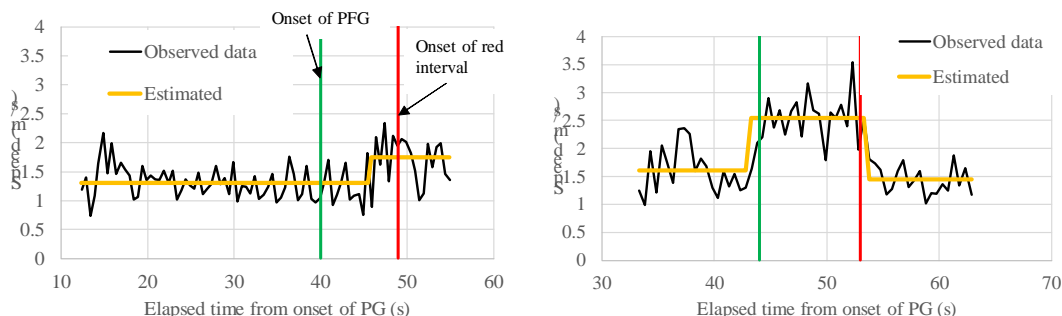 Onset of PFG
Onset of red
interval
Observed data
Estimated
4
3.5
3
2.5
2
1.5
1
0.5
0
10 20 30 40 50 60
Elapsed time from onset of PG (s)
Observed data
Estimated
4
3.5
3
2.5
2
1.5
1
0.5
0
30 40 50 60 70
Elapsed time from onset of PG (s)